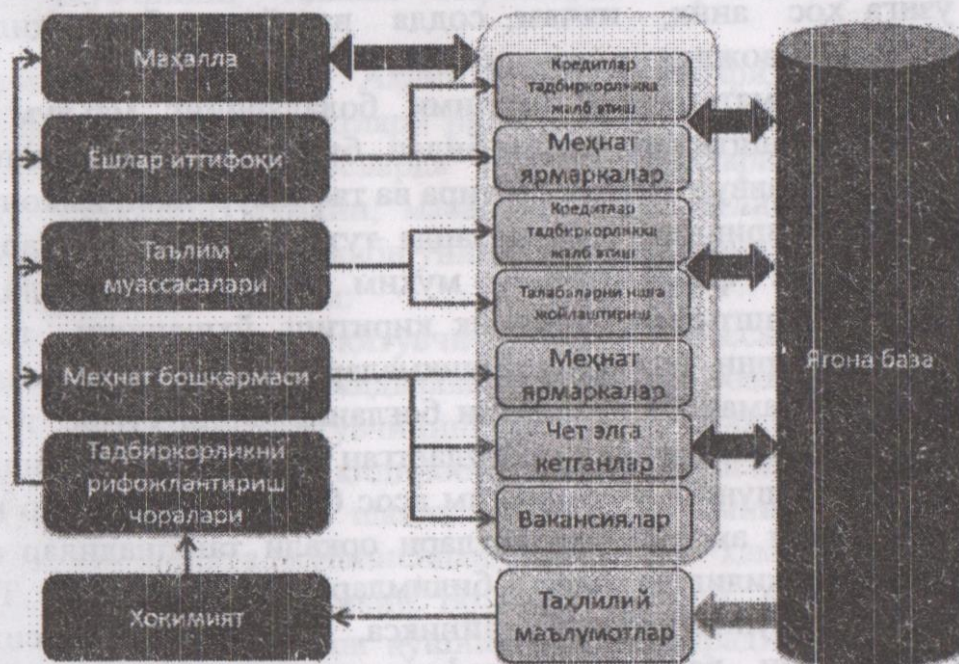 Маҳалла
Ёшлар иттифоқи
Таълим
муассасалари
Меҳнат бошқармаси
Тадбиркорликни
рифожлантириш
чоралари
Хокимият
Кредитлар
тадбиркорликка
жалб этиш
Меҳнат
ярмаркалар
Кредитлар
тадбиркорликка
жалб этиш
Талабаларни ишга
жойлаштириш
Меҳнат
ярмаркалар
Чет элга
кетганлар
Вакансиялар
Таҳлилий
маълумотлар
Ягона база